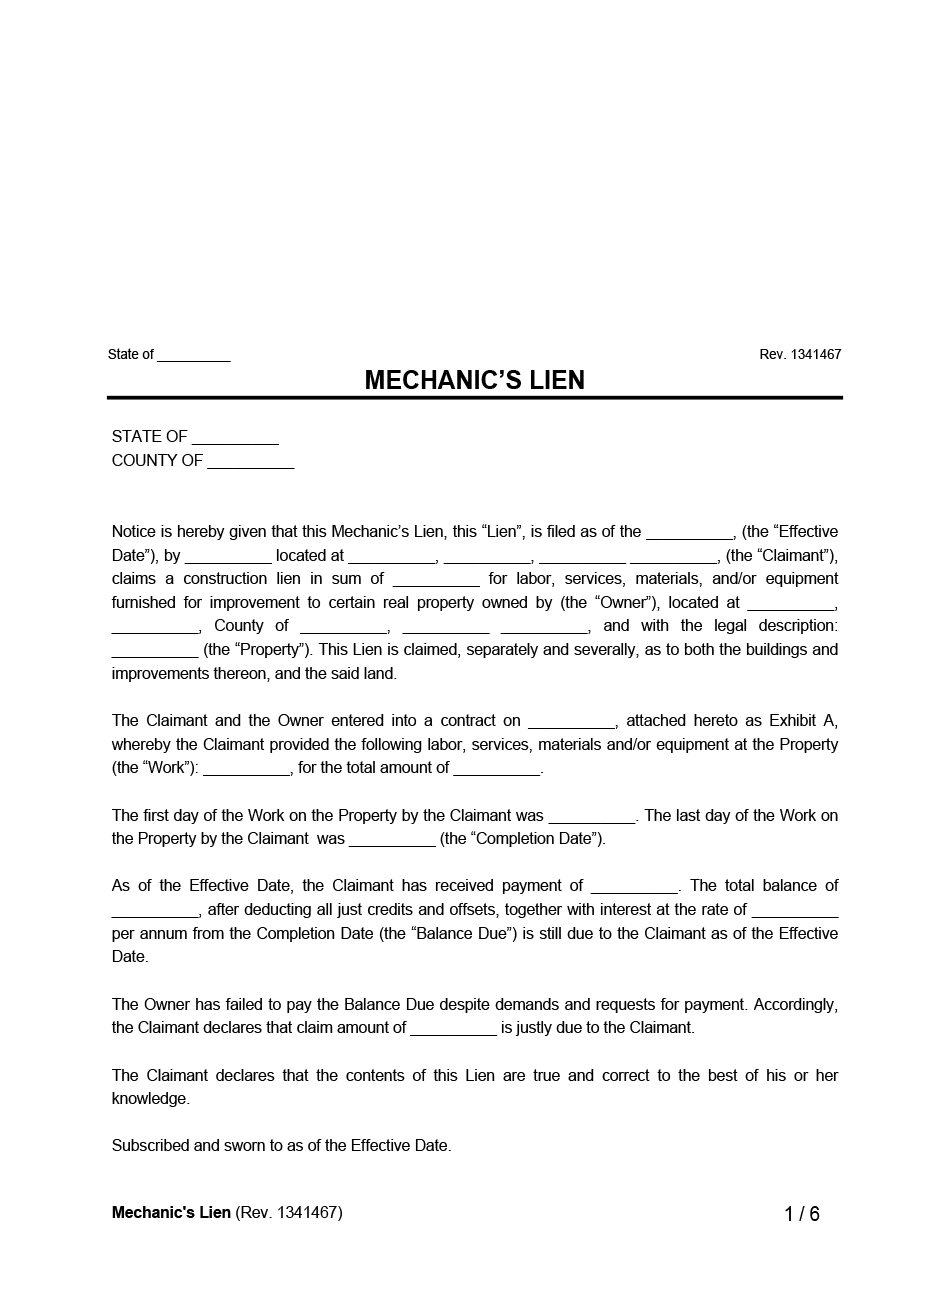 State of __________ Rev. 1341467
MECHANIC’S LIEN
STATE OF __________
COUNTY OF __________
Notice is hereby given that this Mechanic’s Lien, this “Lien”, is filed as of the __________, (the “Effective
Date”), by __________ located at __________, __________, __________ __________, (the “Claimant”),
claims a construction lien in sum of __________ for labor, services, materials, and/or equipment
furnished for improvement to certain real property owned by (the “Owner”), located at __________,
__________, County of __________, __________ __________, and with the legal description:
__________ (the “Property”). This Lien is claimed, separately and severally, as to both the buildings and
improvements thereon, and the said land.
The Claimant and the Owner entered into a contract on __________, attached hereto as Exhibit A,
whereby the Claimant provided the following labor, services, materials and/or equipment at the Property
(the “Work”): __________, for the total amount of __________.
The first day of the Work on the Property by the Claimant was __________. The last day of the Work on
the Property by the Claimant was __________ (the “Completion Date”).
As of the Effective Date, the Claimant has received payment of __________. The total balance of
__________, after deducting all just credits and offsets, together with interest at the rate of __________
per annum from the Completion Date (the “Balance Due”) is still due to the Claimant as of the Effective
Date.
The Owner has failed to pay the Balance Due despite demands and requests for payment. Accordingly,
the Claimant declares that claim amount of __________ is justly due to the Claimant.
The Claimant declares that the contents of this Lien are true and correct to the best of his or her
knowledge.
Subscribed and sworn to as of the Effective Date.
Mechanic's Lien (Rev. 1341467) 1 / 6